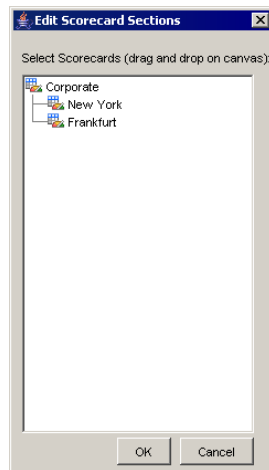 Edit Scorecard Sections
Select Scorecards (drag and drop on canvas):
Corporate
New York
Frankfurt
OK
Cancel